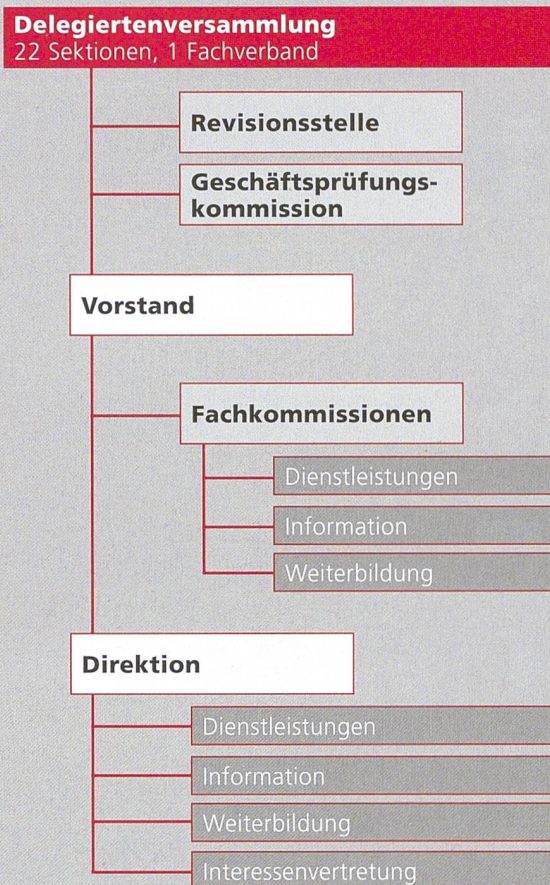 Delegiertenversammlung
22 Sektionen, 1 Fachverband
Revisionsstelle
Geschäftsprüfungs-
kommission
Vorstand
Fachkommissionen
Dienstleistungen
Information
Weiterbildung
Direktion
Dienstleistungen
Information
Weiterbildung
Interessenvertretung